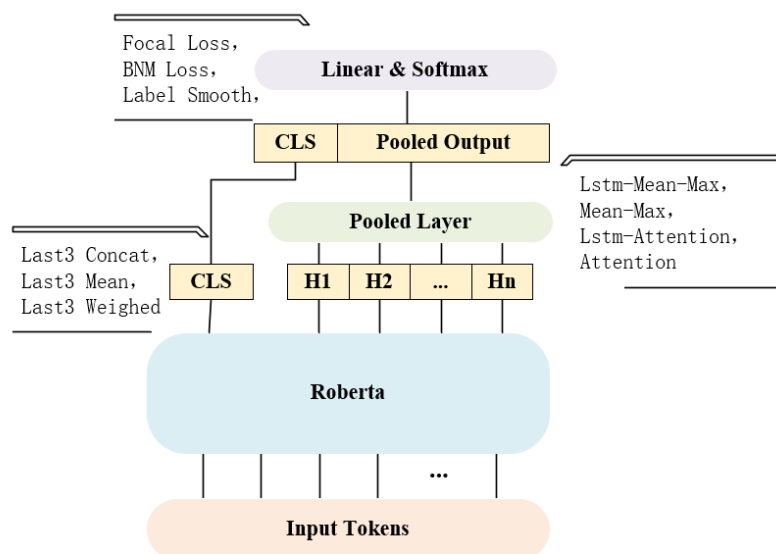 Focal Loss,
BNM Loss,
Label Smooth,
Linear & Softmax
CLS
Pooled Output
Lstm-Mean-Max,
Mean-Max,
Lstm-Attention,
Attention
Pooled Layer
Last3 Concat,
Last3 Mean,
Last3 Weighed
CLS
H1
H2
...
Hn
Roberta
...
Input Tokens